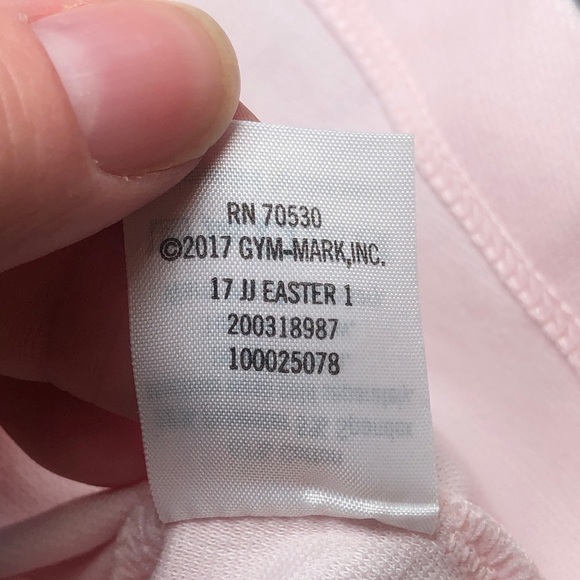 RN 70530
©2017 GYM-MARK,INC.
17 JJ EASTER 1
200318987
100025078